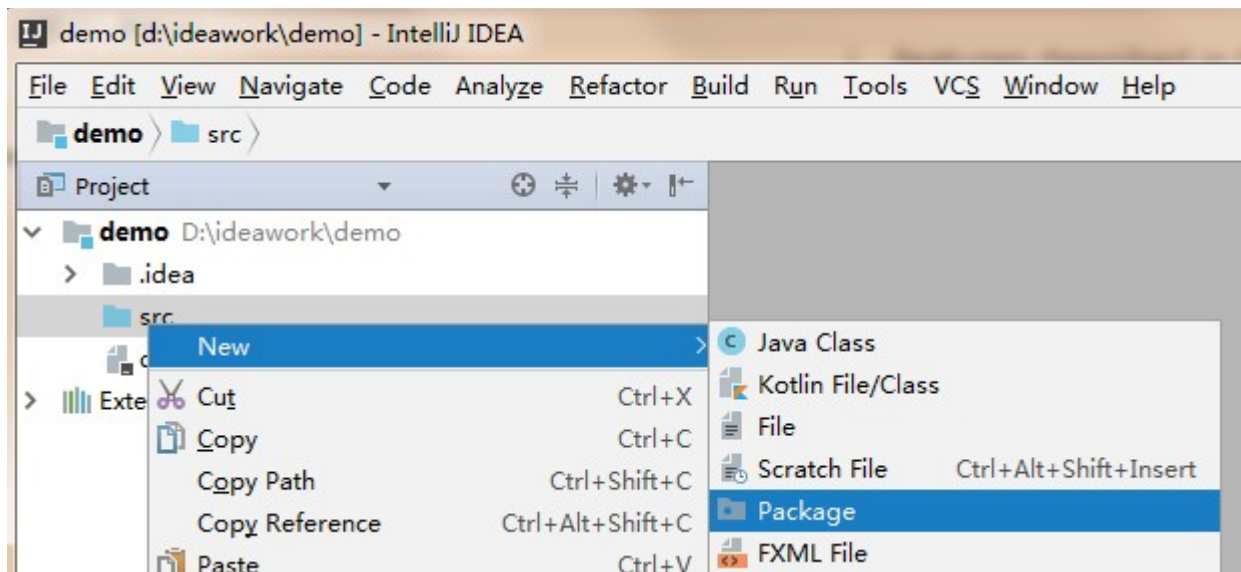 IJ demo [d:\ideawork\demo] - IntelliJ IDEA
File Edit View Navigate Code Analyze Refactor Build Run Tools VCS Window Help
demo src
Project
demo D:\ideawork\demo
.idea
src
New
Exte
Cut Ctrl+X
Copy Ctrl+C
Copy Path Ctrl+Shift+C
Copy Reference Ctrl+Alt+Shift+C
Paste Ctrl+V
C Java Class
Kotlin File/Class
File
Scratch File Ctrl+Alt+Shift+Insert
Package
FXML File